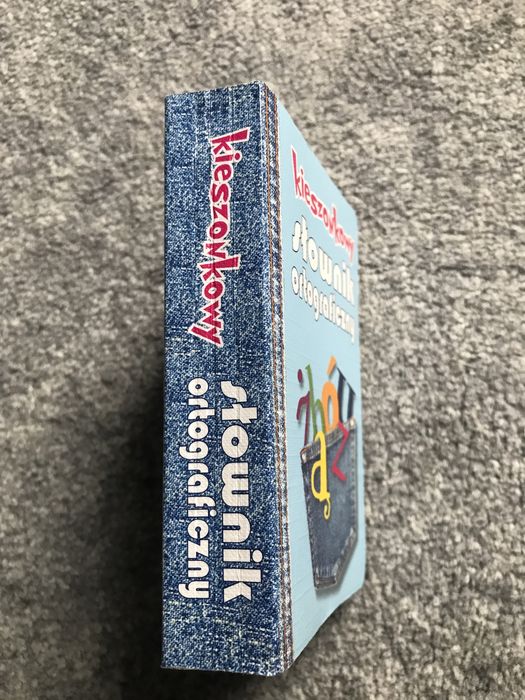 kieszonkowy
słownik
ortograficzny
kieszonkowy
słownik
ortograficzny
ż h ó
ą